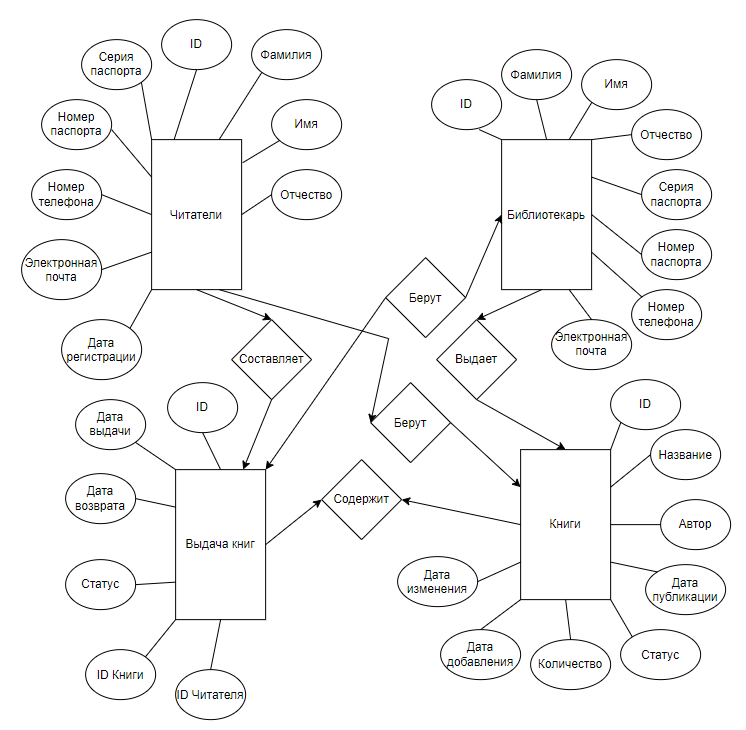 ID
Серия
паспорта
Фамилия
Номер
паспорта
Имя
Номер
телефона
Отчество
Читатели
Электронная
почта
Дата
регистрации
Фамилия
Имя
ID
Отчество
Серия
паспорта
Библиотекарь
Номер
паспорта
Номер
телефона
Электронная
почта
Берут
Составляет
Выдает
Берут
Содержит
ID
Дата
выдачи
Дата
возврата
Выдача книг
Статус
ID Книги
ID Читателя
ID
Название
Книги
Автор
Дата
изменения
Дата
публикации
Дата
добавления
Количество
Статус